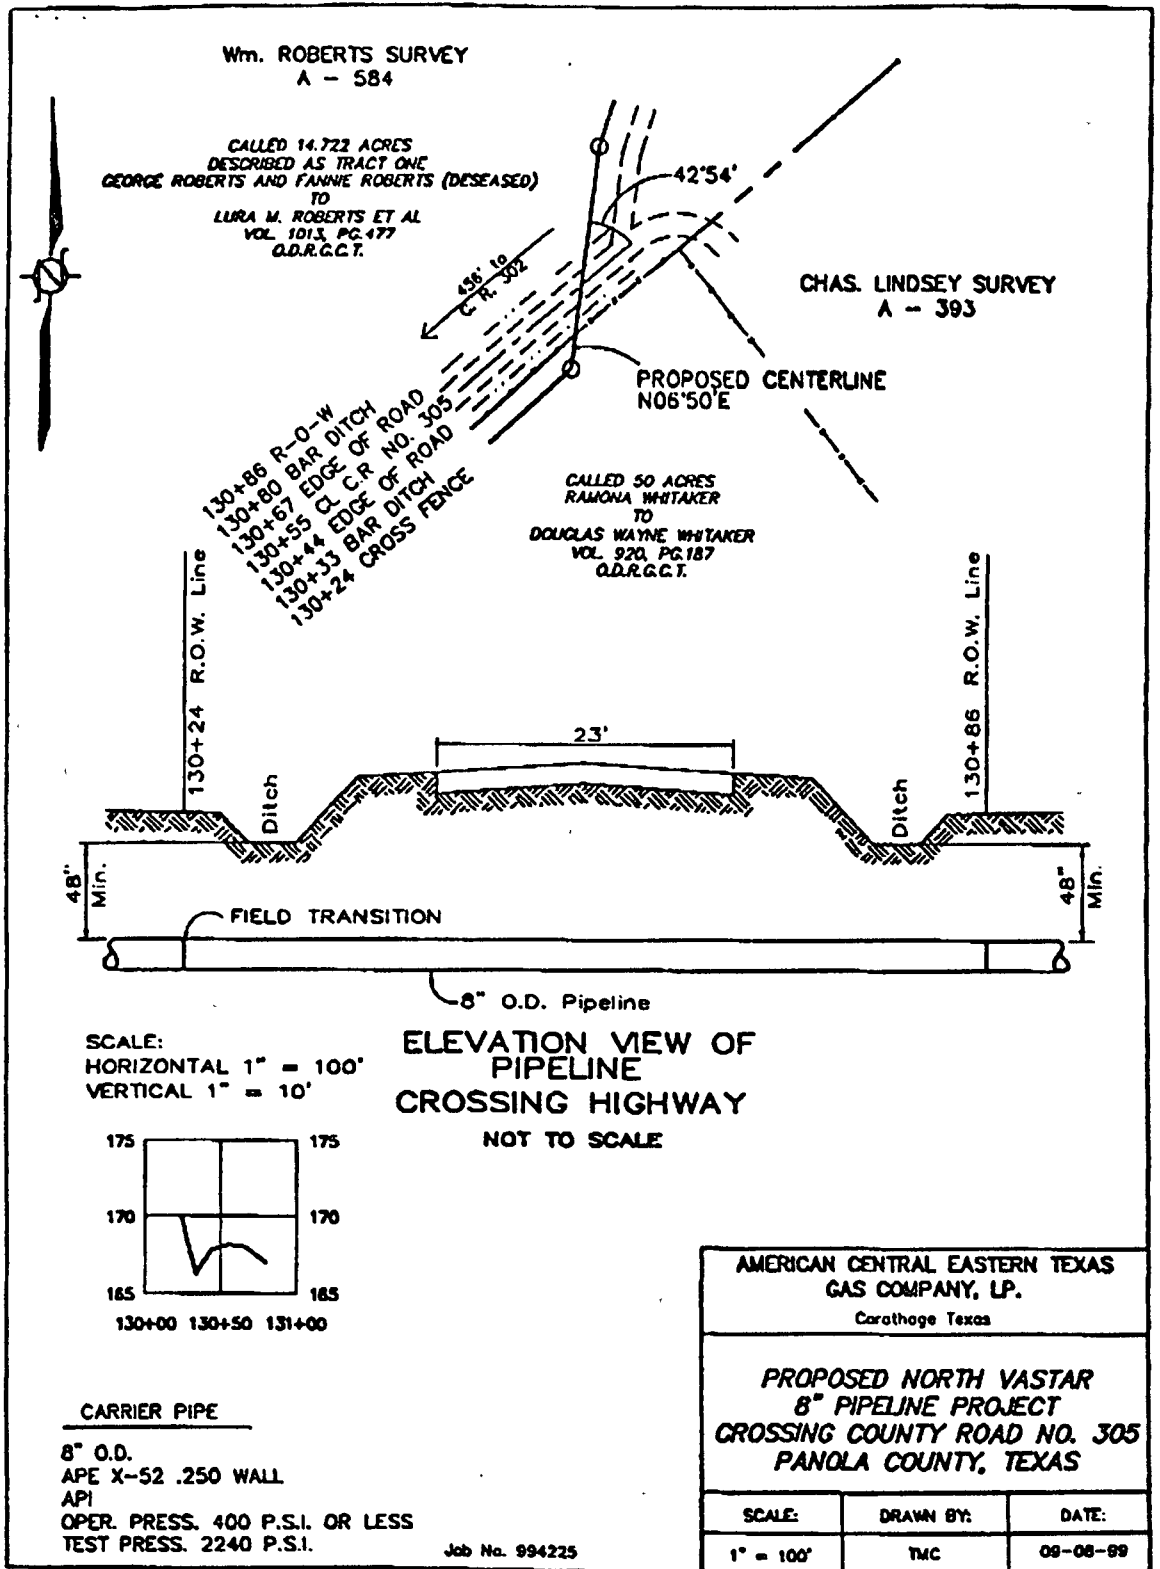 Wm. ROBERTS SURVEY
A - 584
CALLED 14.722 ACRES
DESCRIBED AS TRACT ONE
GEORGE ROBERTS AND FANNIE ROBERTS (DESEASED)
TO
LURA M. ROBERTS ET AL
VOL. 1013, PG.477
O.D.R.G.C.T.
42°54'
456' to
C. R. 302
CHAS. LINDSEY SURVEY
A - 393
PROPOSED CENTERLINE
N06°50'E
130+86 R-O-W
130+80 BAR DITCH
130+67 EDGE OF ROAD
130+55 CL C.R NO. 305
130+44 EDGE OF ROAD
130+33 BAR DITCH
130+24 CROSS FENCE
CALLED 50 ACRES
RAMONA WHITAKER
TO
DOUGLAS WAYNE WHITAKER
VOL. 920, PG.187
O.D.R.G.C.T.
130+24 R.O.W. Line
Ditch
23'
Ditch
130+86 R.O.W. Line
48"
Min.
48"
Min.
FIELD TRANSITION
8" O.D. Pipeline
SCALE:
HORIZONTAL 1" = 100'
VERTICAL 1" = 10'
ELEVATION VIEW OF
PIPELINE
CROSSING HIGHWAY
NOT TO SCALE
175 175
170 170
165 165
130+00 130+50 131+00
AMERICAN CENTRAL EASTERN TEXAS
GAS COMPANY, LP.
Carathage Texas
PROPOSED NORTH VASTAR
8" PIPELINE PROJECT
CROSSING COUNTY ROAD NO. 305
PANOLA COUNTY, TEXAS
SCALE: DRAWN BY: DATE:
1" = 100' TMC 09-08-99
CARRIER PIPE
8" O.D.
APE X-52 .250 WALL
API
OPER. PRESS. 400 P.S.I. OR LESS
TEST PRESS. 2240 P.S.I.
Job No. 994225